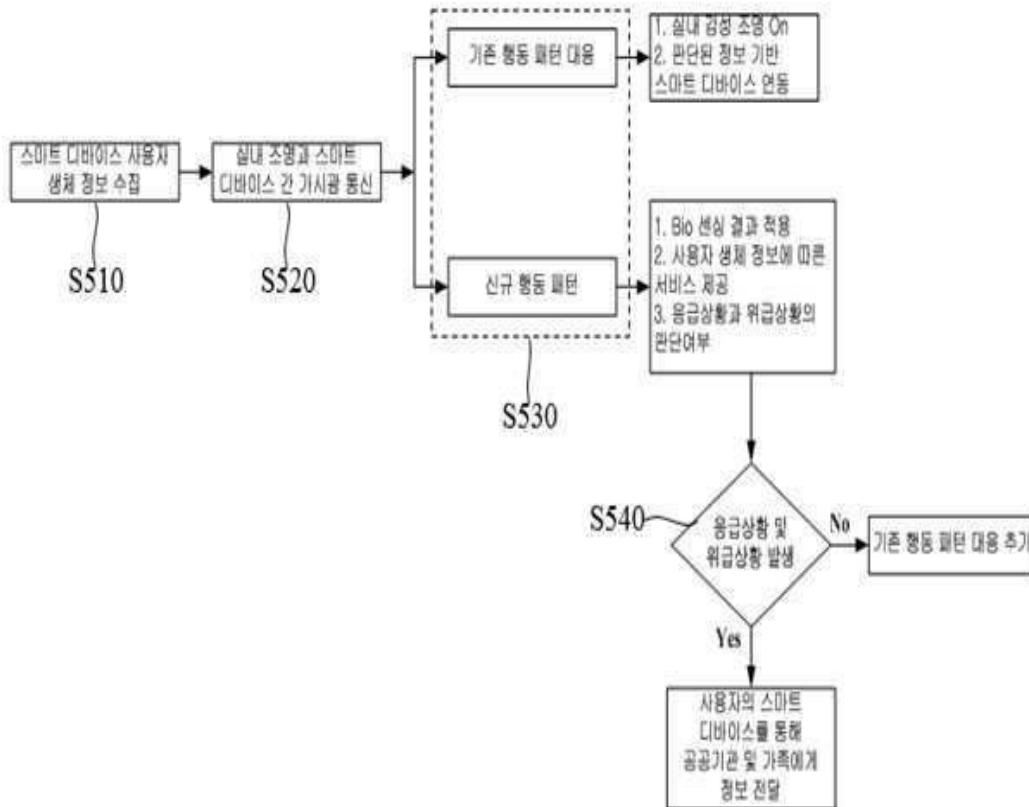 스마트 디바이스 사용자
생체 정보 수집
S510
실내 조명과 스마트
디바이스 간 가시광 통신
S520
기존 행동 패턴 대응
신규 행동 패턴
S530
1. 실내 감성 조명 On
2. 판단된 정보 기반
스마트 디바이스 연동
1. Bio 센싱 결과 적용
2. 사용자 생체 정보에 따른
서비스 제공
3. 응급상황과 위급상황의
판단여부
S540
응급상황 및
위급상황 발생
No
기존 행동 패턴 대응 추가
Yes
사용자의 스마트
디바이스를 통해
공공기관 및 가족에게
정보 전달